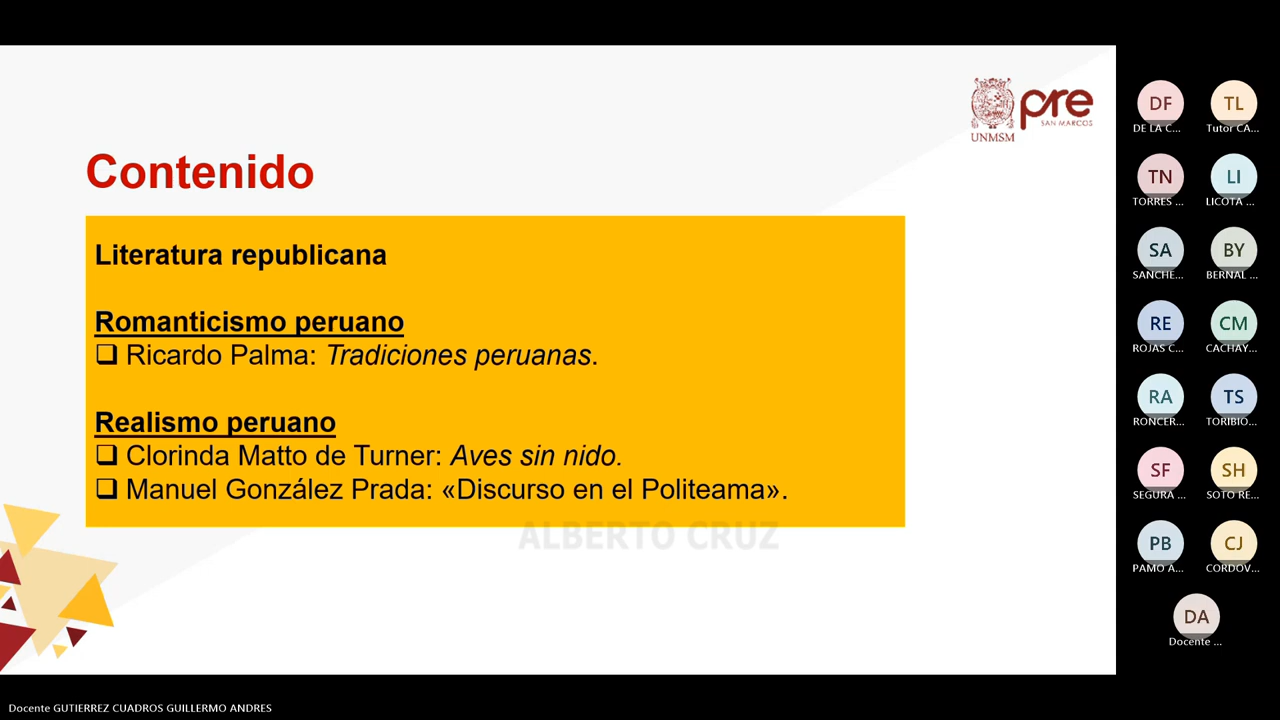 UNMSM
pre
SAN MARCOS
Contenido
Literatura republicana
Romanticismo peruano
❑ Ricardo Palma: Tradiciones peruanas.
Realismo peruano
❑ Clorinda Matto de Turner: Aves sin nido.
❑ Manuel González Prada: «Discurso en el Politeama».
ALBERTO CRUZ
DF
DE LA C...
TL
Tutor CA...
TN
TORRES ...
LI
LICOTA ...
SA
SANCHE...
BY
BERNAL ...
RE
ROJAS C...
CM
CACHAY...
RA
RONCER...
TS
TORIBIO...
SF
SEGURA ...
SH
SOTO RE...
PB
PAMO A...
CJ
CORDOV...
DA
Docente ...
Docente GUTIERREZ CUADROS GUILLERMO ANDRES